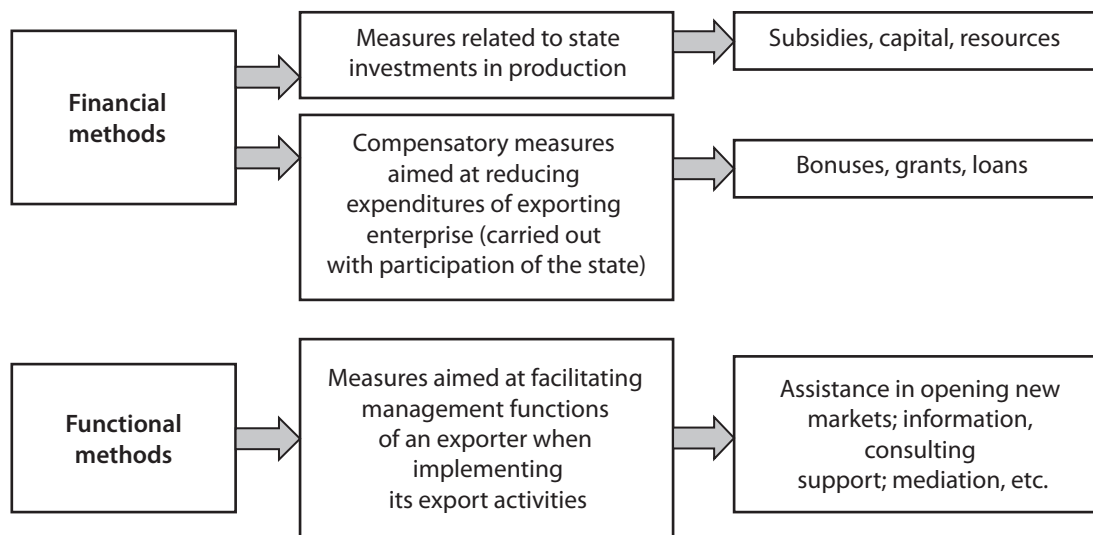 Financial
methods
Measures related to state
investments in production
Subsidies, capital, resources
Compensatory measures
aimed at reducing
expenditures of exporting
enterprise (carried out
with participation of the state)
Bonuses, grants, loans
Functional
methods
Measures aimed at facilitating
management functions
of an exporter when
implementing
its export activities
Assistance in opening new
markets; information,
consulting
support; mediation, etc.